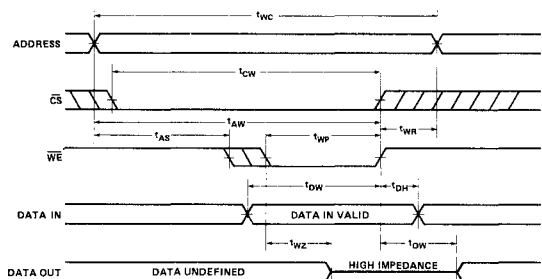 tWC
ADDRESS
tCW
CS
tAW
tAS
tWP
tWR
WE
tDW
tDH
DATA IN
DATA IN VALID
tWZ
tOW
DATA OUT
DATA UNDEFINED
HIGH IMPEDANCE